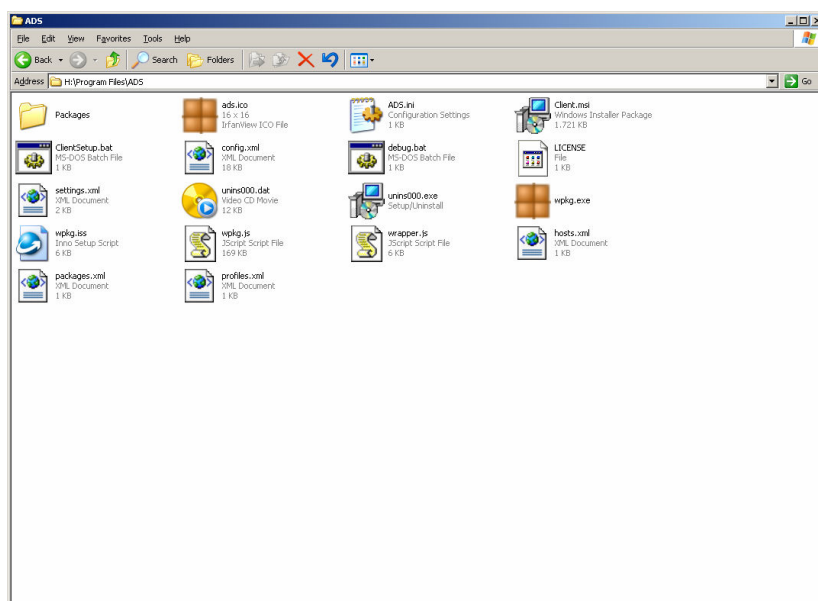 ADS
File Edit View Favorites Tools Help
Back Search Folders
Address H:\Program Files\ADS Go
Packages
ads.ico
16 x 16
IrfanView ICO File
ADS.ini
Configuration Settings
1 KB
Client.msi
Windows Installer Package
1.721 KB
ClientSetup.bat
MS-DOS Batch File
1 KB
config.xml
XML Document
18 KB
debug.bat
MS-DOS Batch File
1 KB
LICENSE
File
1 KB
settings.xml
XML Document
2 KB
unins000.dat
Video CD Movie
12 KB
unins000.exe
Setup/Uninstall
wpkg.exe
wpkg.iss
Inno Setup Script
6 KB
wpkg.js
JScript Script File
169 KB
wrapper.js
JScript Script File
6 KB
hosts.xml
XML Document
1 KB
packages.xml
XML Document
1 KB
profiles.xml
XML Document
1 KB